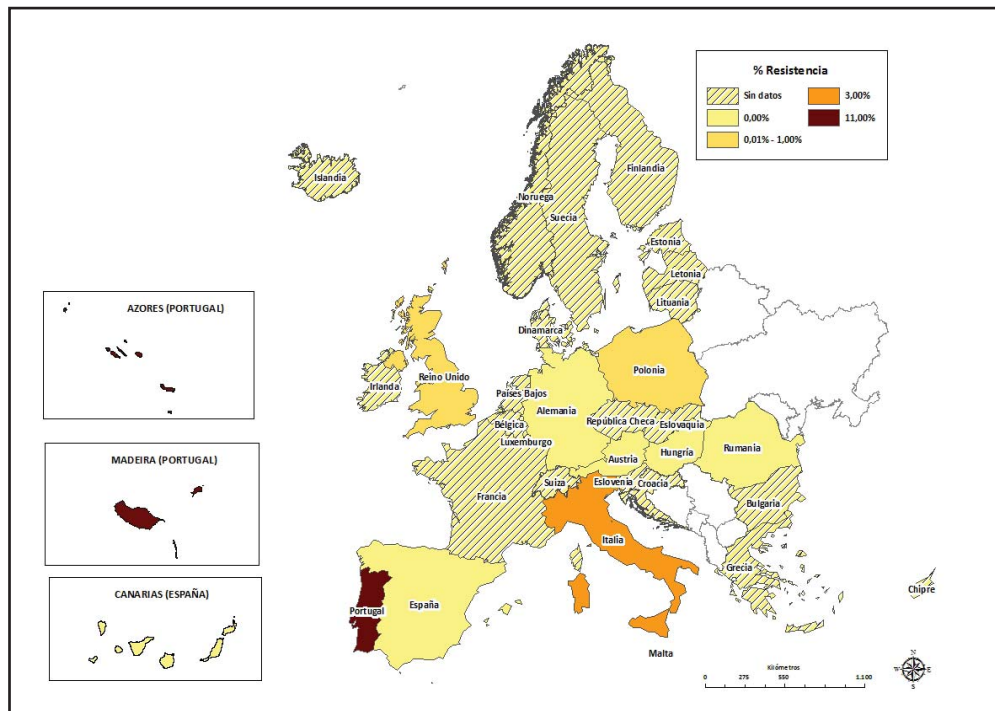 % Resistencia
Sin datos
3,00%
0,00%
11,00%
0,01% - 1,00%
Islandia
Finlandia
Noruega
Suecia
Estonia
Letonia
Lituania
Dinamarca
AZORES (PORTUGAL)
Reino Unido
Polonia
Irlanda
Países Bajos
Alemania
Bélgica
República Checa
Eslovaquia
Luxemburgo
Rumania
Hungría
Austria
MADEIRA (PORTUGAL)
Suiza
Eslovenia
Croacia
Francia
Bulgaria
Italia
Grecia
Chipre
CANARIAS (ESPAÑA)
España
Portugal
Malta
Kilómetros
0 275 550 1.100
N
W E
S